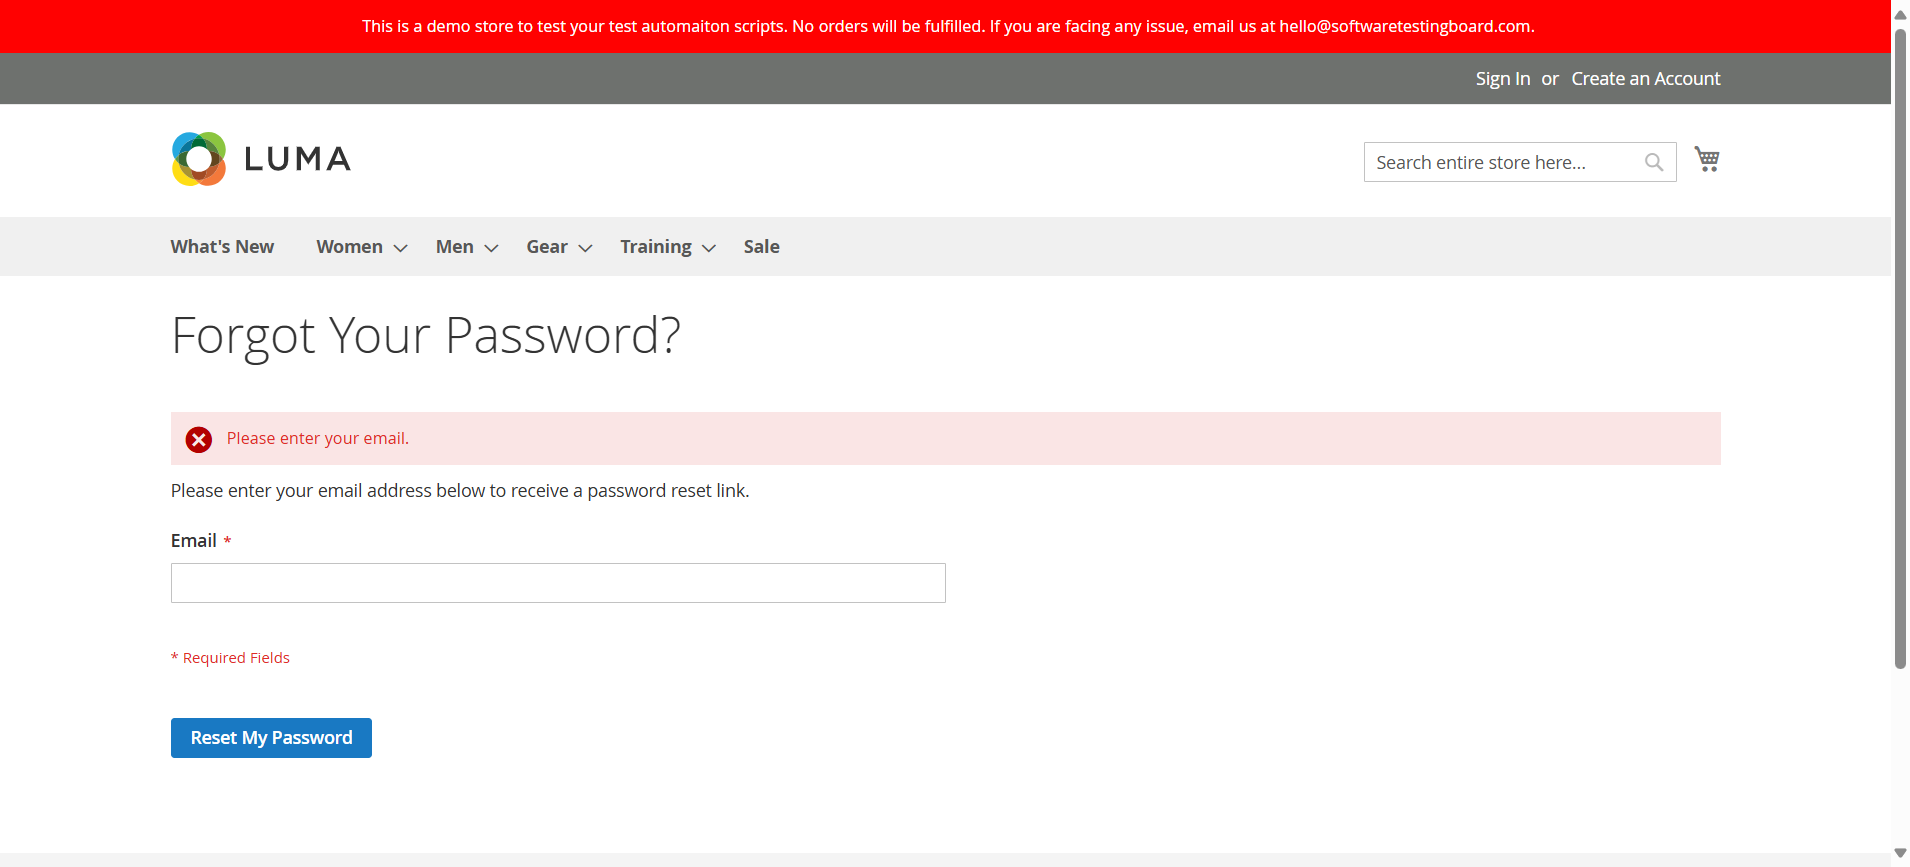 This is a demo store to test your test automaiton scripts. No orders will be fulfilled. If you are facing any issue, email us at hello@softwaretestingboard.com.
Sign In or Create an Account
LUMA
Search entire store here...
What's New Women Men Gear Training Sale
Forgot Your Password?
Please enter your email.
Please enter your email address below to receive a password reset link.
Email *
* Required Fields
Reset My Password